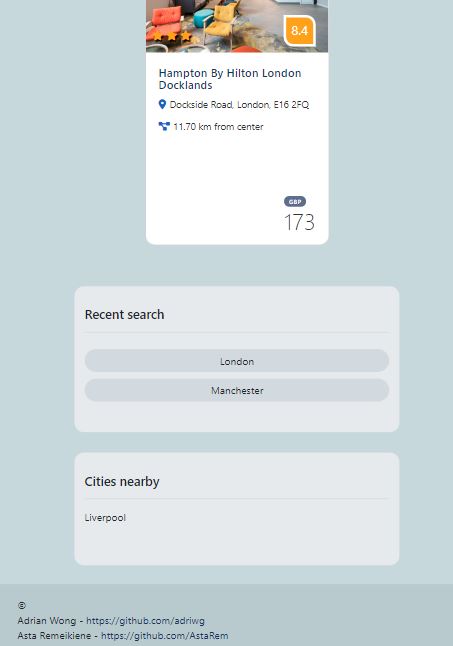 8.4
Hampton By Hilton London
Docklands
Dockside Road, London, E16 2FQ
11.70 km from center
GBP
173
Recent search
London
Manchester
Cities nearby
Liverpool
©
Adrian Wong - https://github.com/adriwg
Asta Remeikiene - https://github.com/AstaRem